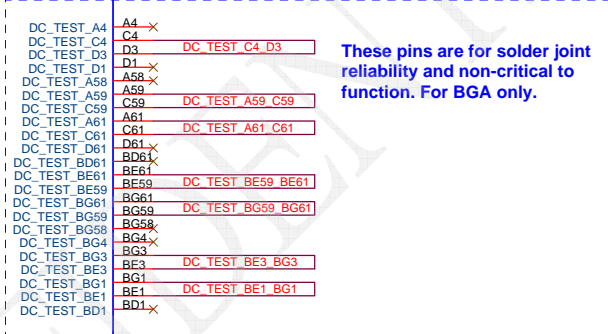 DC_TEST_A4 A4
DC_TEST_C4 C4
DC_TEST_D3 D3 DC_TEST_C4_D3
DC_TEST_D1 D1
DC_TEST_A58 A58
DC_TEST_A59 A59
DC_TEST_C59 C59 DC_TEST_A59_C59
DC_TEST_A61 A61
DC_TEST_C61 C61 DC_TEST_A61_C61
DC_TEST_D61 D61
DC_TEST_BD61 BD61
DC_TEST_BE61 BE61
DC_TEST_BE59 BE59 DC_TEST_BE59_BE61
DC_TEST_BG61 BG61
DC_TEST_BG59 BG59 DC_TEST_BG59_BG61
DC_TEST_BG58 BG58
DC_TEST_BG4 BG4
DC_TEST_BG3 BG3
DC_TEST_BE3 BE3 DC_TEST_BE3_BG3
DC_TEST_BG1 BG1
DC_TEST_BE1 BE1 DC_TEST_BE1_BG1
DC_TEST_BD1 BD1
These pins are for solder joint
reliability and non-critical to
function. For BGA only.